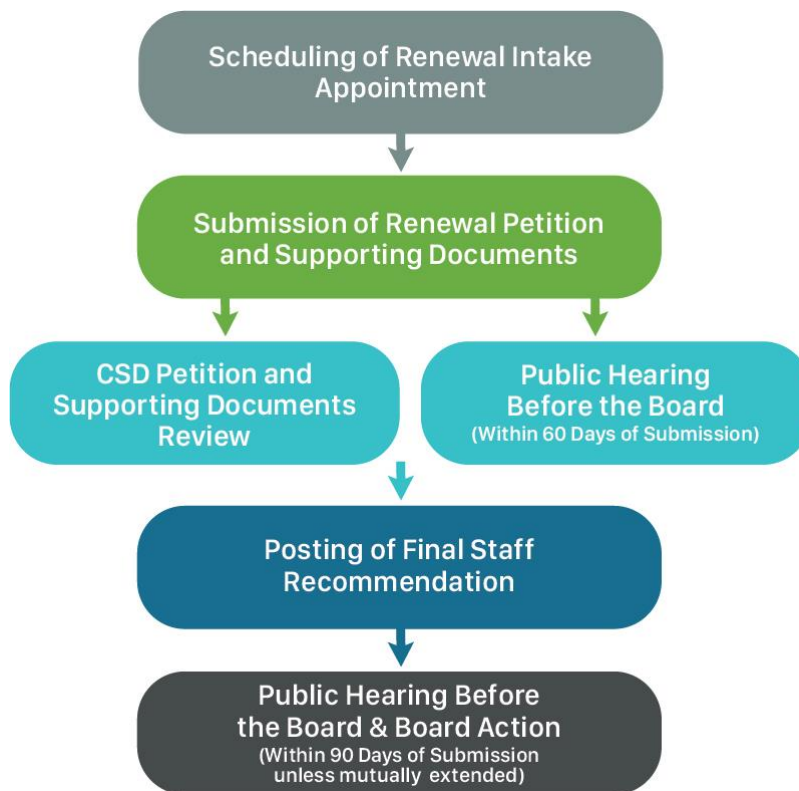 Scheduling of Renewal Intake
Appointment
Submission of Renewal Petition
and Supporting Documents
CSD Petition and
Supporting Documents
Review
Public Hearing
Before the Board
(Within 60 Days of Submission)
Posting of Final Staff
Recommendation
Public Hearing Before
the Board & Board Action
(Within 90 Days of Submission
unless mutually extended)